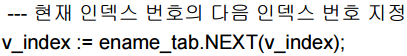 --- 현재 인덱스 번호의 다음 인덱스 번호 지정
v_index := ename_tab.NEXT(v_index);